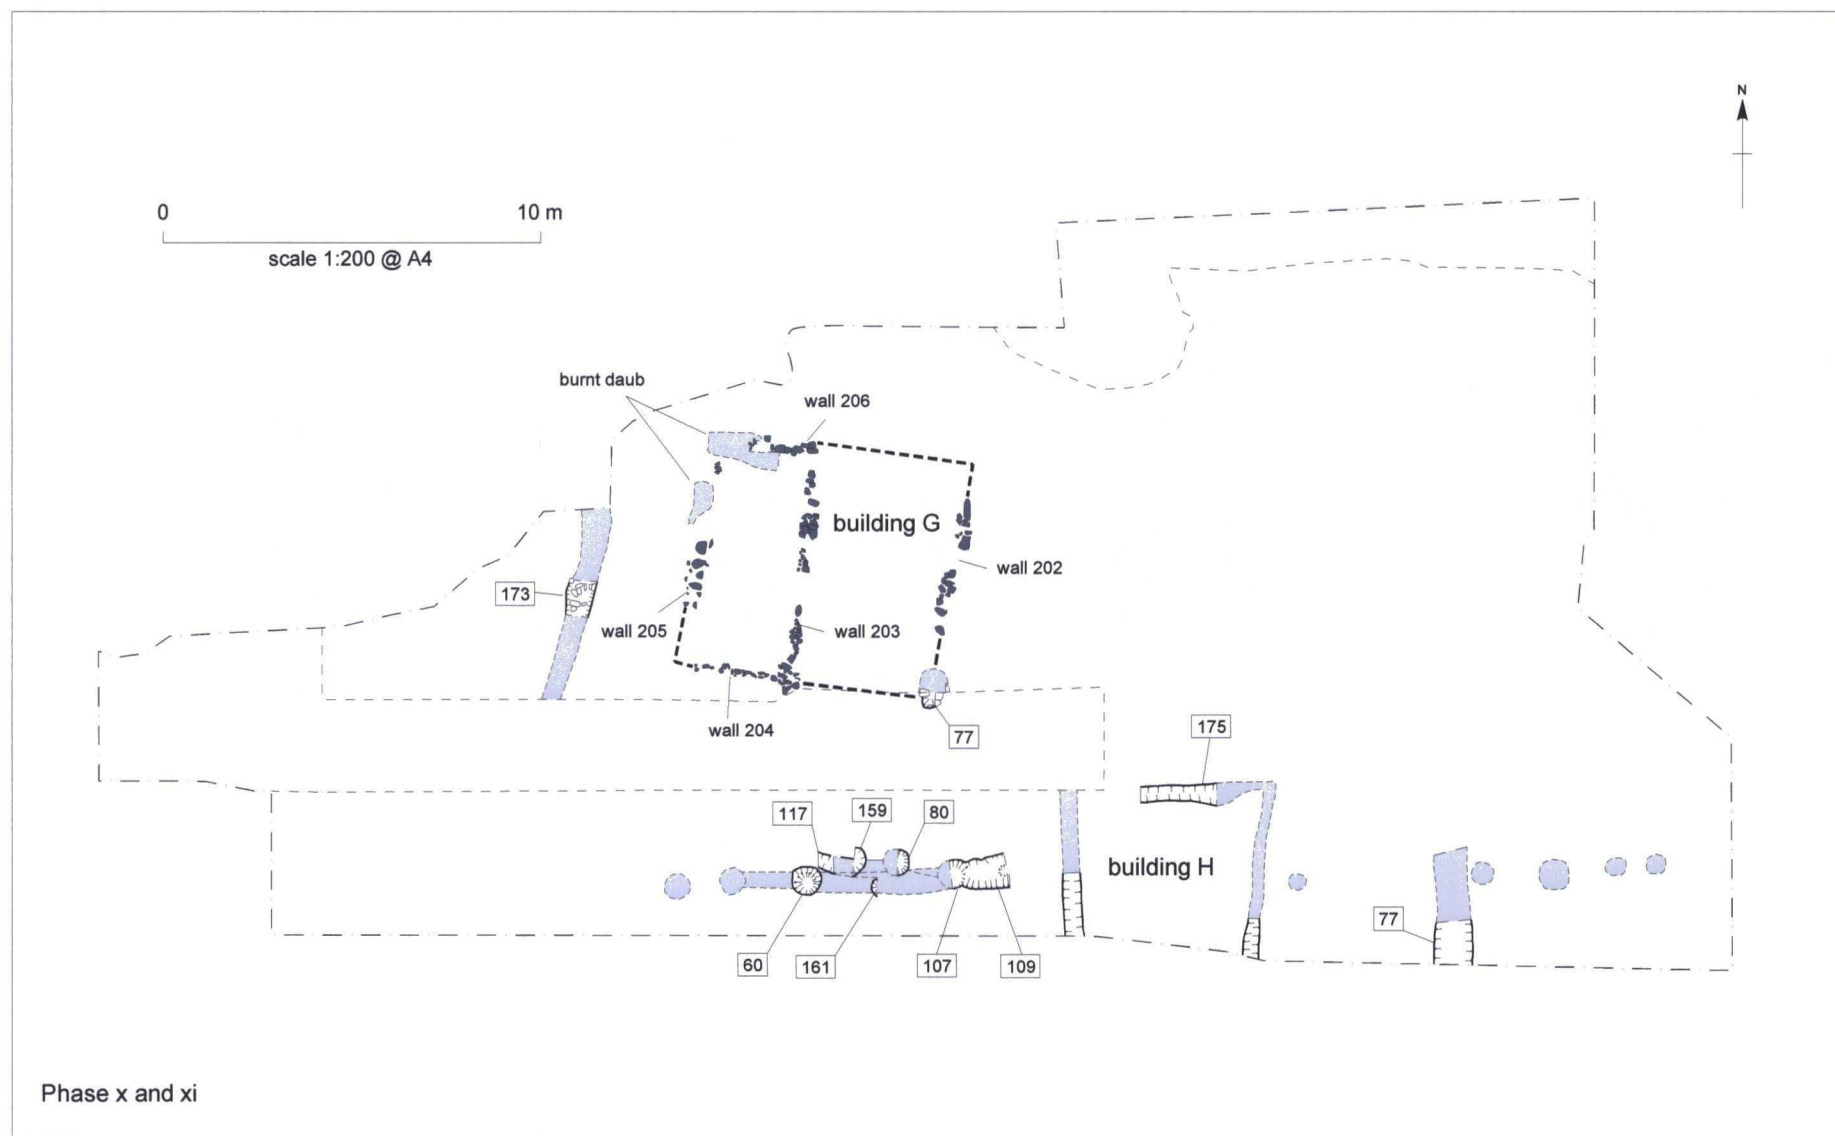 N
0 10 m
scale 1:200 @ A4
burnt daub
wall 206
building G
wall 202
173
wall 205
wall 203
wall 204
77
175
117
159
80
building H
77
60
161
107
109
Phase x and xi